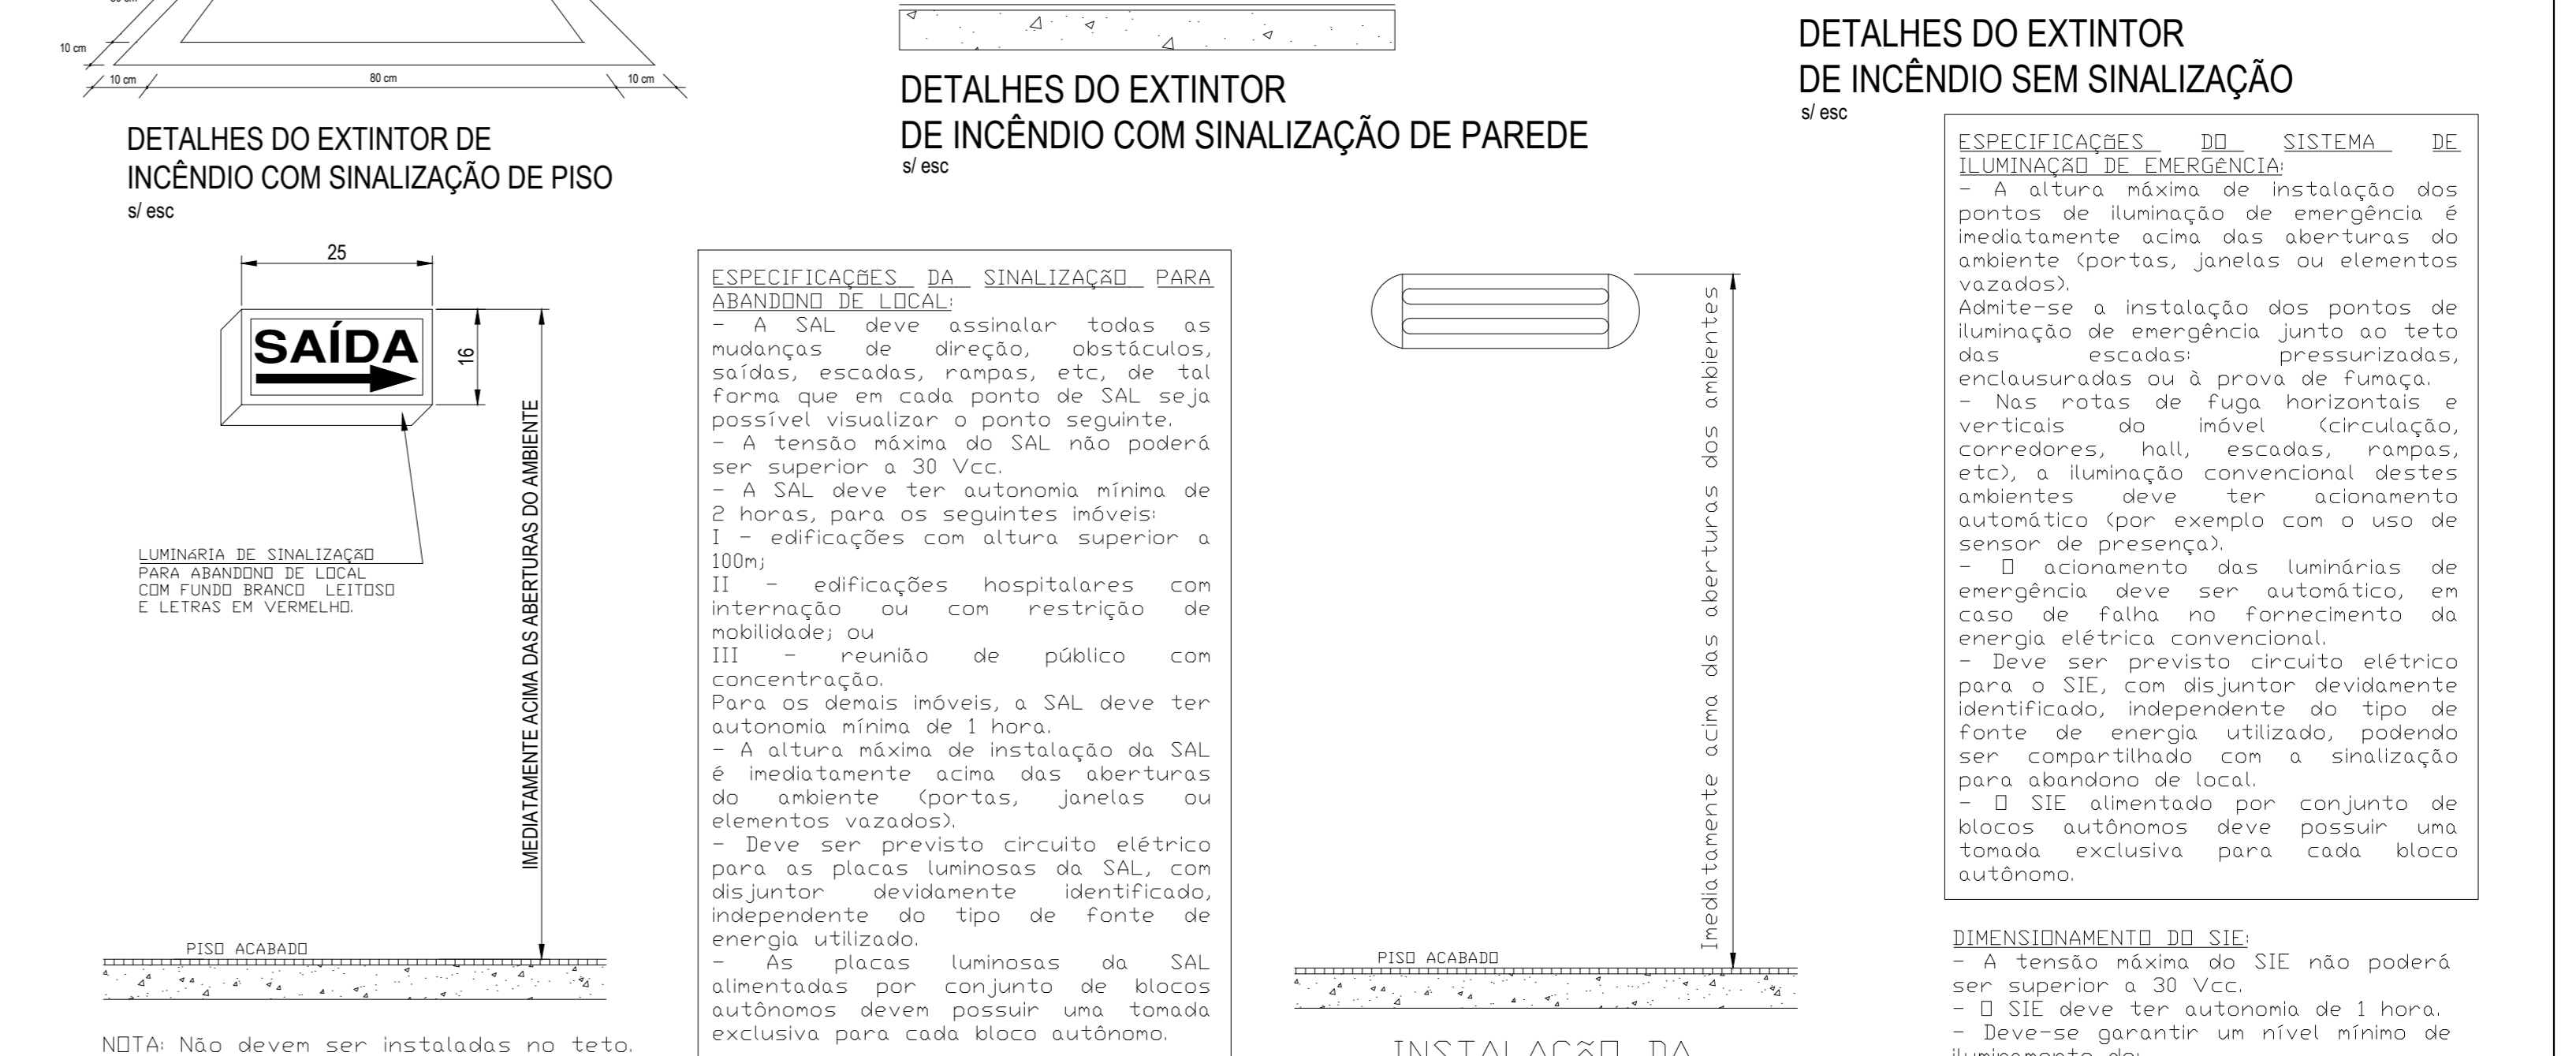 10 cm
10 cm
80 cm
10 cm
DETALHES DO EXTINTOR DE
INCÊNDIO COM SINALIZAÇÃO DE PISO
s/ esc
DETALHES DO EXTINTOR
DE INCÊNDIO COM SINALIZAÇÃO DE PAREDE
s/ esc
DETALHES DO EXTINTOR
DE INCÊNDIO SEM SINALIZAÇÃO
s/ esc
25
SAÍDA
16
IMEDIATAMENTE ACIMA DAS ABERTURAS DO AMBIENTE
LUMINáRIA DE SINALIZAçãO
PARA ABANDONO DE LOCAL
COM FUNDO BRANCO LEITOSO
E LETRAS EM VERMELHO.
PISO ACABADO
NOTA: Não devem ser instaladas no teto.
ESPECIFICAçõES DA SINALIZAçãO PARA
ABANDONO DE LOCAL:
- A SAL deve assinalar todas as
mudanças de direção, obstáculos,
saídas, escadas, rampas, etc, de tal
forma que em cada ponto de SAL seja
possível visualizar o ponto seguinte.
- A tensão máxima do SAL não poderá
ser superior a 30 Vcc.
- A SAL deve ter autonomia mínima de
2 horas, para os seguintes imóveis:
I - edificações com altura superior a
100m;
II - edificações hospitalares com
internação ou com restrição de
mobilidade; ou
III - reunião de público com
concentração.
Para os demais imóveis, a SAL deve ter
autonomia mínima de 1 hora.
- A altura máxima de instalação da SAL
é imediatamente acima das aberturas
do ambiente (portas, janelas ou
elementos vazados).
- Deve ser previsto circuito elétrico
para as placas luminosas da SAL, com
disjuntor devidamente identificado,
independente do tipo de fonte de
energia utilizado.
- As placas luminosas da SAL
alimentadas por conjunto de blocos
autônomos devem possuir uma tomada
exclusiva para cada bloco autônomo.
Imediatamente acima das aberturas dos ambientes
PISO ACABADO
INSTALAçãO DA
ESPECIFICAçõES DO SISTEMA DE
ILUMINAçãO DE EMERGêNCIA:
- A altura máxima de instalação dos
pontos de iluminação de emergência é
imediatamente acima das aberturas do
ambiente (portas, janelas ou elementos
vazados).
Admite-se a instalação dos pontos de
iluminação de emergência junto ao teto
das escadas: pressurizadas,
enclausuradas ou à prova de fumaça.
- Nas rotas de fuga horizontais e
verticais do imóvel (circulação,
corredores, hall, escadas, rampas,
etc), a iluminação convencional destes
ambientes deve ter acionamento
automático (por exemplo com o uso de
sensor de presença).
- O acionamento das luminárias de
emergência deve ser automático, em
caso de falha no fornecimento da
energia elétrica convencional.
- Deve ser previsto circuito elétrico
para o SIE, com disjuntor devidamente
identificado, independente do tipo de
fonte de energia utilizado, podendo
ser compartilhado com a sinalização
para abandono de local.
- O SIE alimentado por conjunto de
blocos autônomos deve possuir uma
tomada exclusiva para cada bloco
autônomo.
DIMENSIONAMENTO DO SIE:
- A tensão máxima do SIE não poderá
ser superior a 30 Vcc.
- O SIE deve ter autonomia de 1 hora.
- Deve-se garantir um nível mínimo de
iluminamento de: